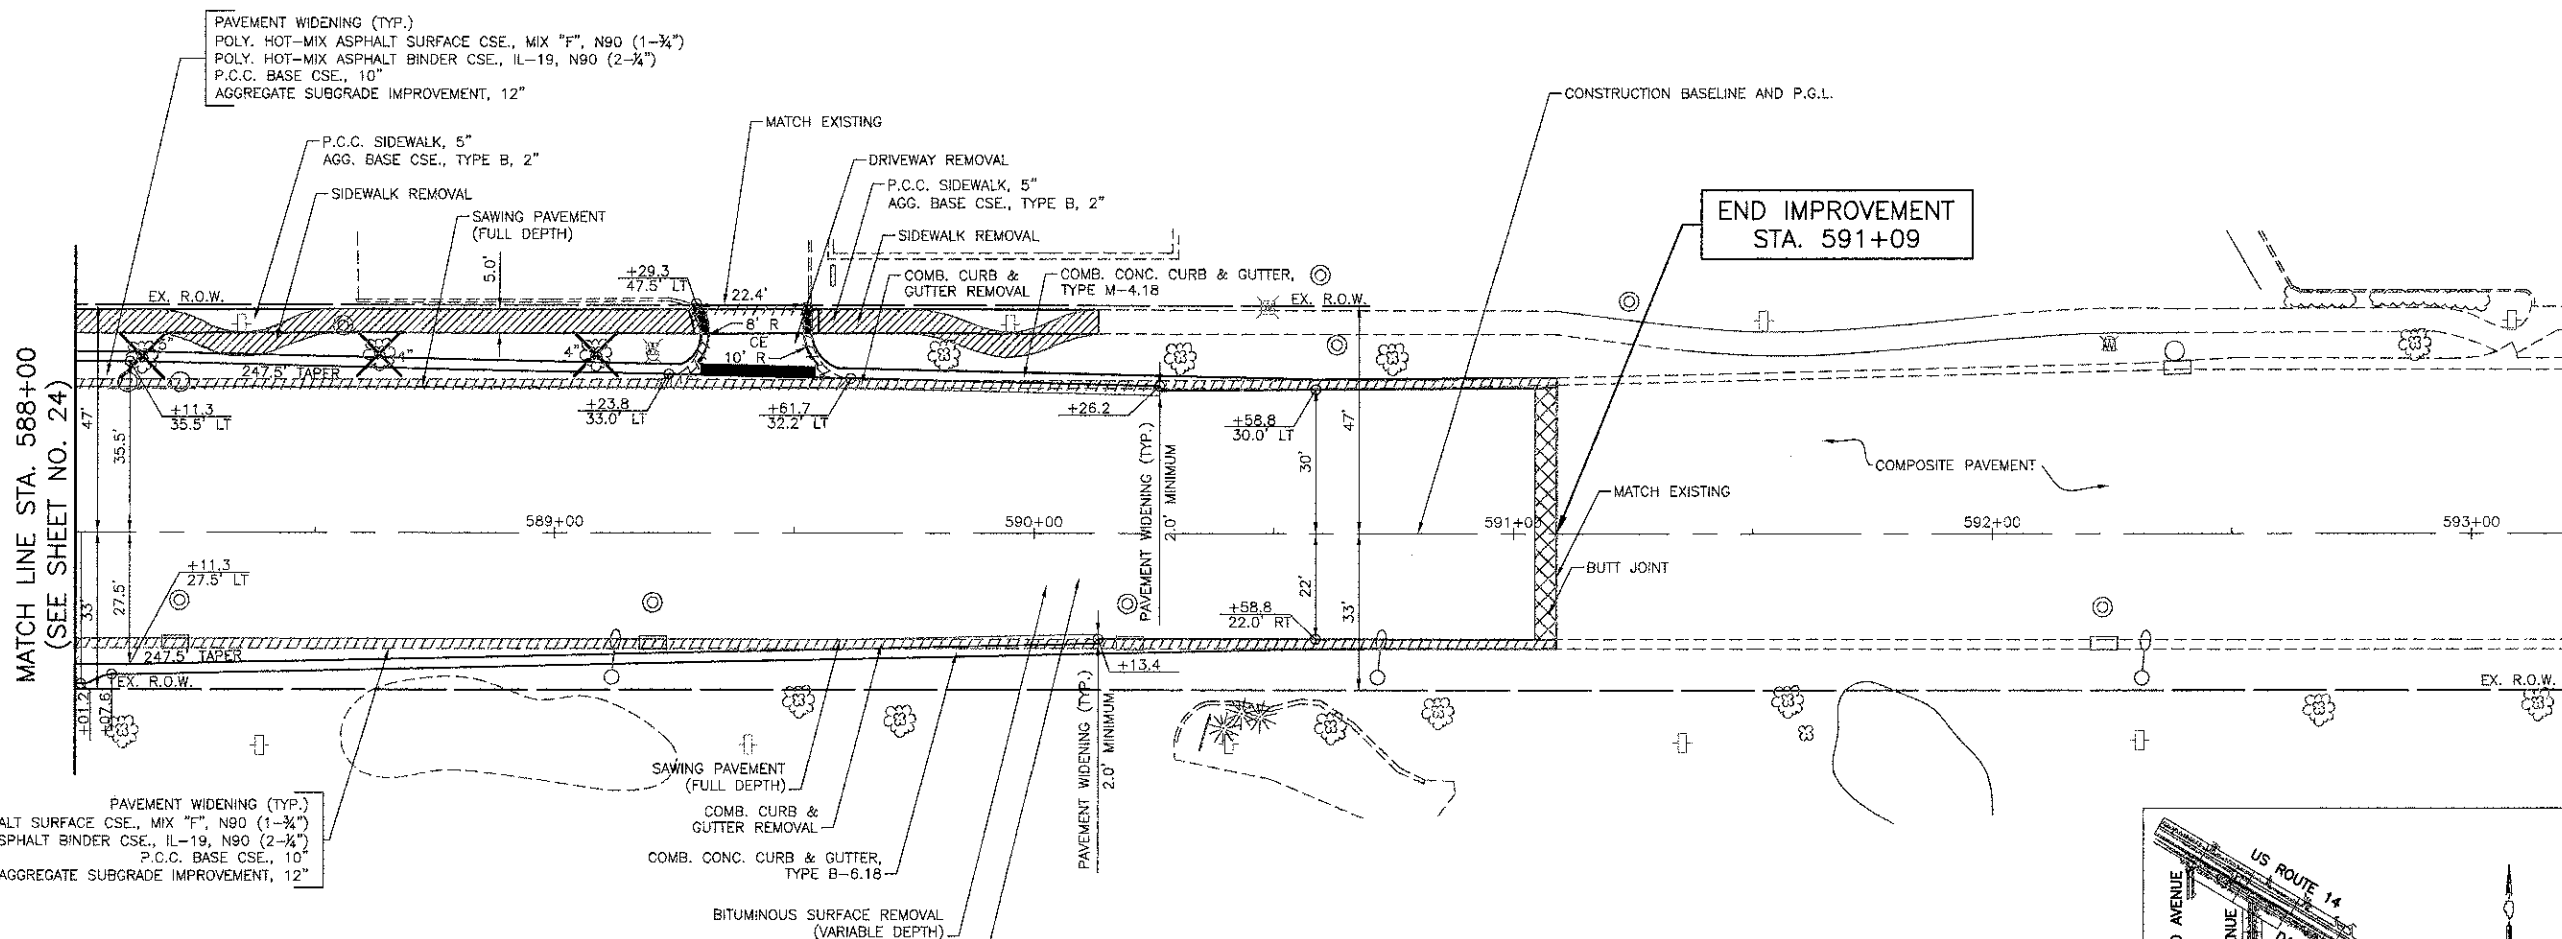 PAVEMENT WIDENING (TYP.)
POLY. HOT-MIX ASPHALT SURFACE CSE., MIX "F", N90 (1-¾")
POLY. HOT-MIX ASPHALT BINDER CSE., IL-19, N90 (2-¼")
P.C.C. BASE CSE., 10"
AGGREGATE SUBGRADE IMPROVEMENT, 12"
P.C.C. SIDEWALK, 5"
AGG. BASE CSE., TYPE B, 2"
SIDEWALK REMOVAL
SAWING PAVEMENT
(FULL DEPTH)
MATCH EXISTING
DRIVEWAY REMOVAL
P.C.C. SIDEWALK, 5"
AGG. BASE CSE., TYPE B, 2"
SIDEWALK REMOVAL
COMB. CURB &
GUTTER REMOVAL
COMB. CONC. CURB & GUTTER,
TYPE M-4.18
CONSTRUCTION BASELINE AND P.G.L.
END IMPROVEMENT
STA. 591+09
MATCH LINE STA. 588+00
(SEE SHEET NO. 24)
EX. R.O.W.
5.0'
+29.3
47.5' LT
22.4'
8' R
CE
10' R
EX. R.O.W.
5"
4"
4"
247.5' TAPER
47'
35.5'
+11.3
35.5' LT
+23.8
33.0' LT
+61.7
32.2' LT
+26.2
+58.8
30.0' LT
47'
30'
PAVEMENT WIDENING (TYP.)
2.0' MINIMUM
COMPOSITE PAVEMENT
MATCH EXISTING
589+00
590+00
591+00
592+00
593+00
BUTT JOINT
33'
27.5'
+11.3
27.5' LT
22'
33'
+58.8
22.0' RT
247.5' TAPER
EX. R.O.W.
+01.2
+07.6
+13.4
EX. R.O.W.
PAVEMENT WIDENING (TYP.)
2.0' MINIMUM
SAWING PAVEMENT
(FULL DEPTH)
COMB. CURB &
GUTTER REMOVAL
COMB. CONC. CURB & GUTTER,
TYPE B-6.18
BITUMINOUS SURFACE REMOVAL
(VARIABLE DEPTH)
PAVEMENT WIDENING (TYP.)
ALT SURFACE CSE., MIX "F", N90 (1-¾")
SPHALT BINDER CSE., IL-19, N90 (2-¼")
P.C.C. BASE CSE., 10"
AGGREGATE SUBGRADE IMPROVEMENT, 12"
US ROUTE 14
AVENUE